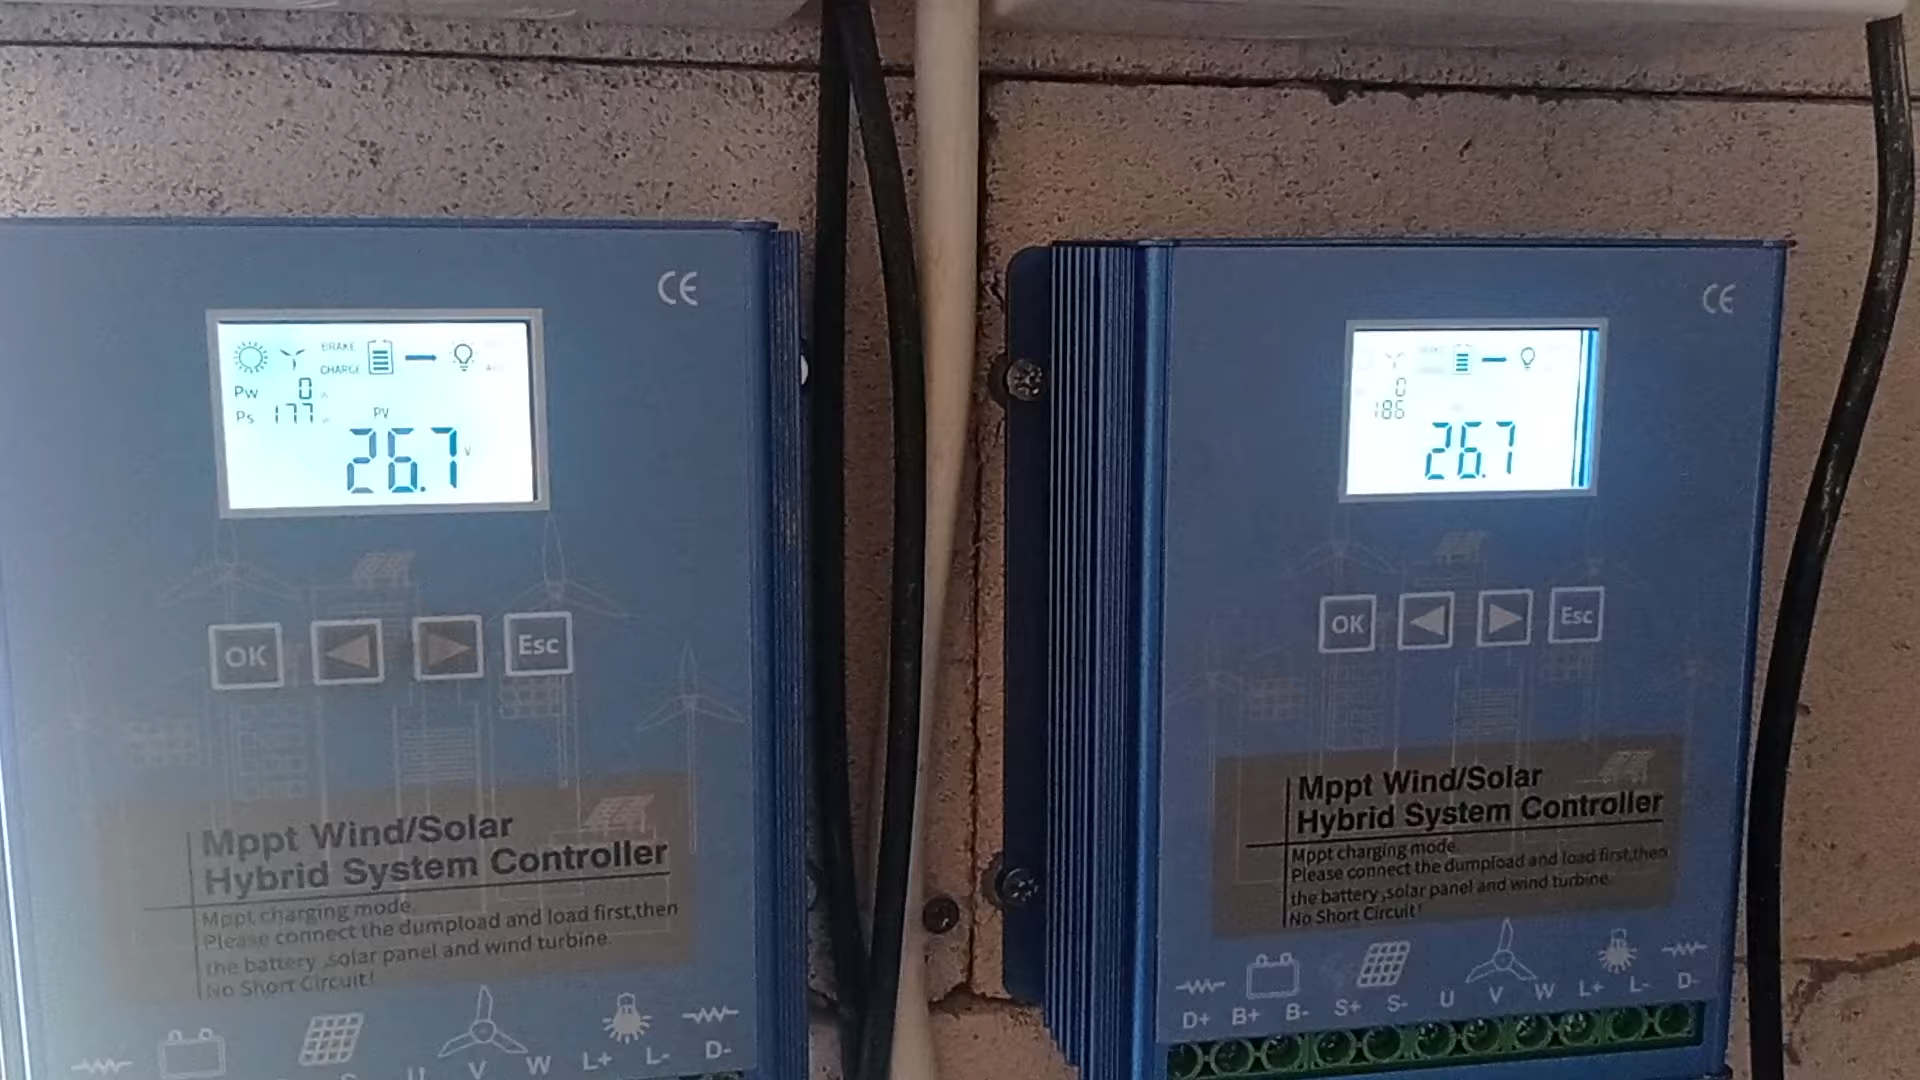 CE
BRAKE
CHARGE
Pw 0
Ps 177
PV
26.7 V
OK
Esc
Mppt Wind/Solar
Hybrid System Controller
Mppt charging mode.
Please connect the dumpload and load first,then
the battery ,solar panel and wind turbine.
No Short Circuit!
U V W L+ L- D-
CE
0
186
26.7
OK
Esc
Mppt Wind/Solar
Hybrid System Controller
Mppt charging mode.
Please connect the dumpload and load first,then
the battery ,solar panel and wind turbine.
No Short Circuit!
D+ B+ B- S+ S- U V W L+ L- D-